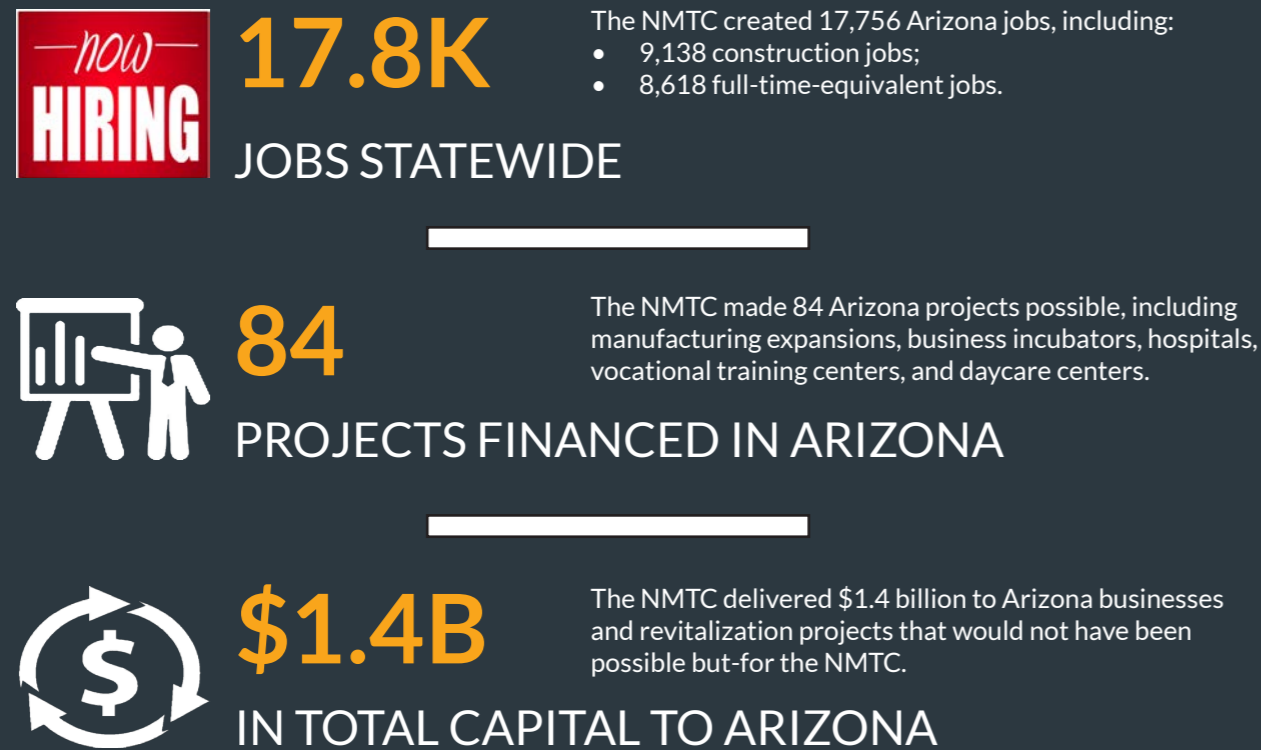 now
HIRING
17.8K
JOBS STATEWIDE
The NMTC created 17,756 Arizona jobs, including:
• 9,138 construction jobs;
• 8,618 full-time-equivalent jobs.
84
PROJECTS FINANCED IN ARIZONA
The NMTC made 84 Arizona projects possible, including
manufacturing expansions, business incubators, hospitals,
vocational training centers, and daycare centers.
$
$1.4B
IN TOTAL CAPITAL TO ARIZONA
The NMTC delivered $1.4 billion to Arizona businesses
and revitalization projects that would not have been
possible but-for the NMTC.